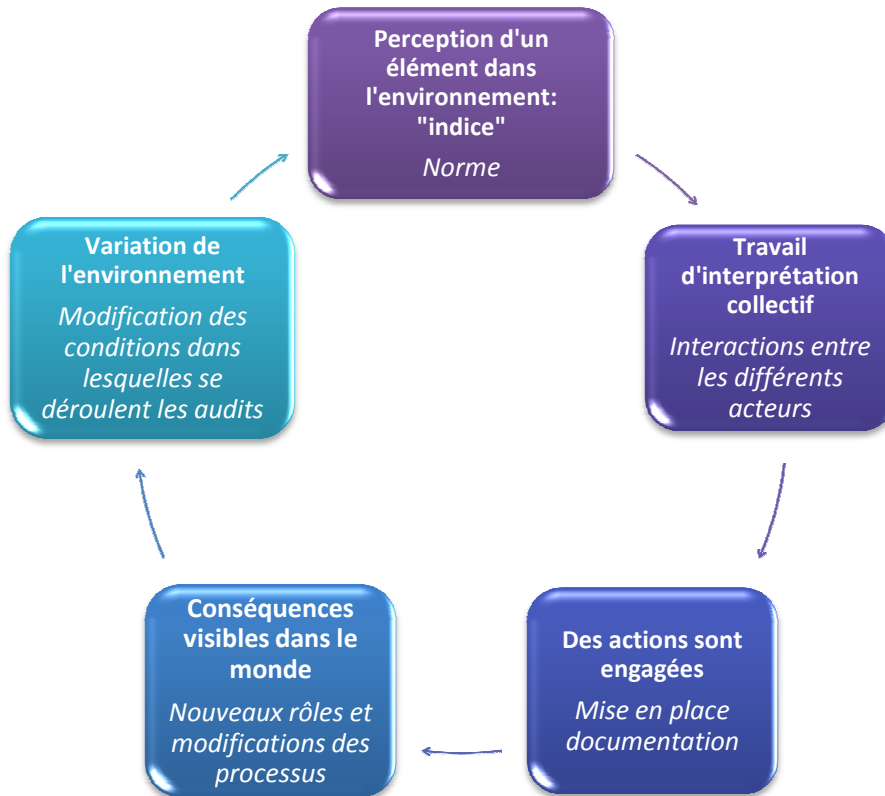 Perception d'un
élément dans
l'environnement:
"indice"
Norme
Travail
d'interprétation
collectif
Interactions entre
les différents
acteurs
Des actions sont
engagées
Mise en place
documentation
Conséquences
visibles dans le
monde
Nouveaux rôles et
modifications des
processus
Variation de
l'environnement
Modification des
conditions dans
lesquelles se
déroulent les audits